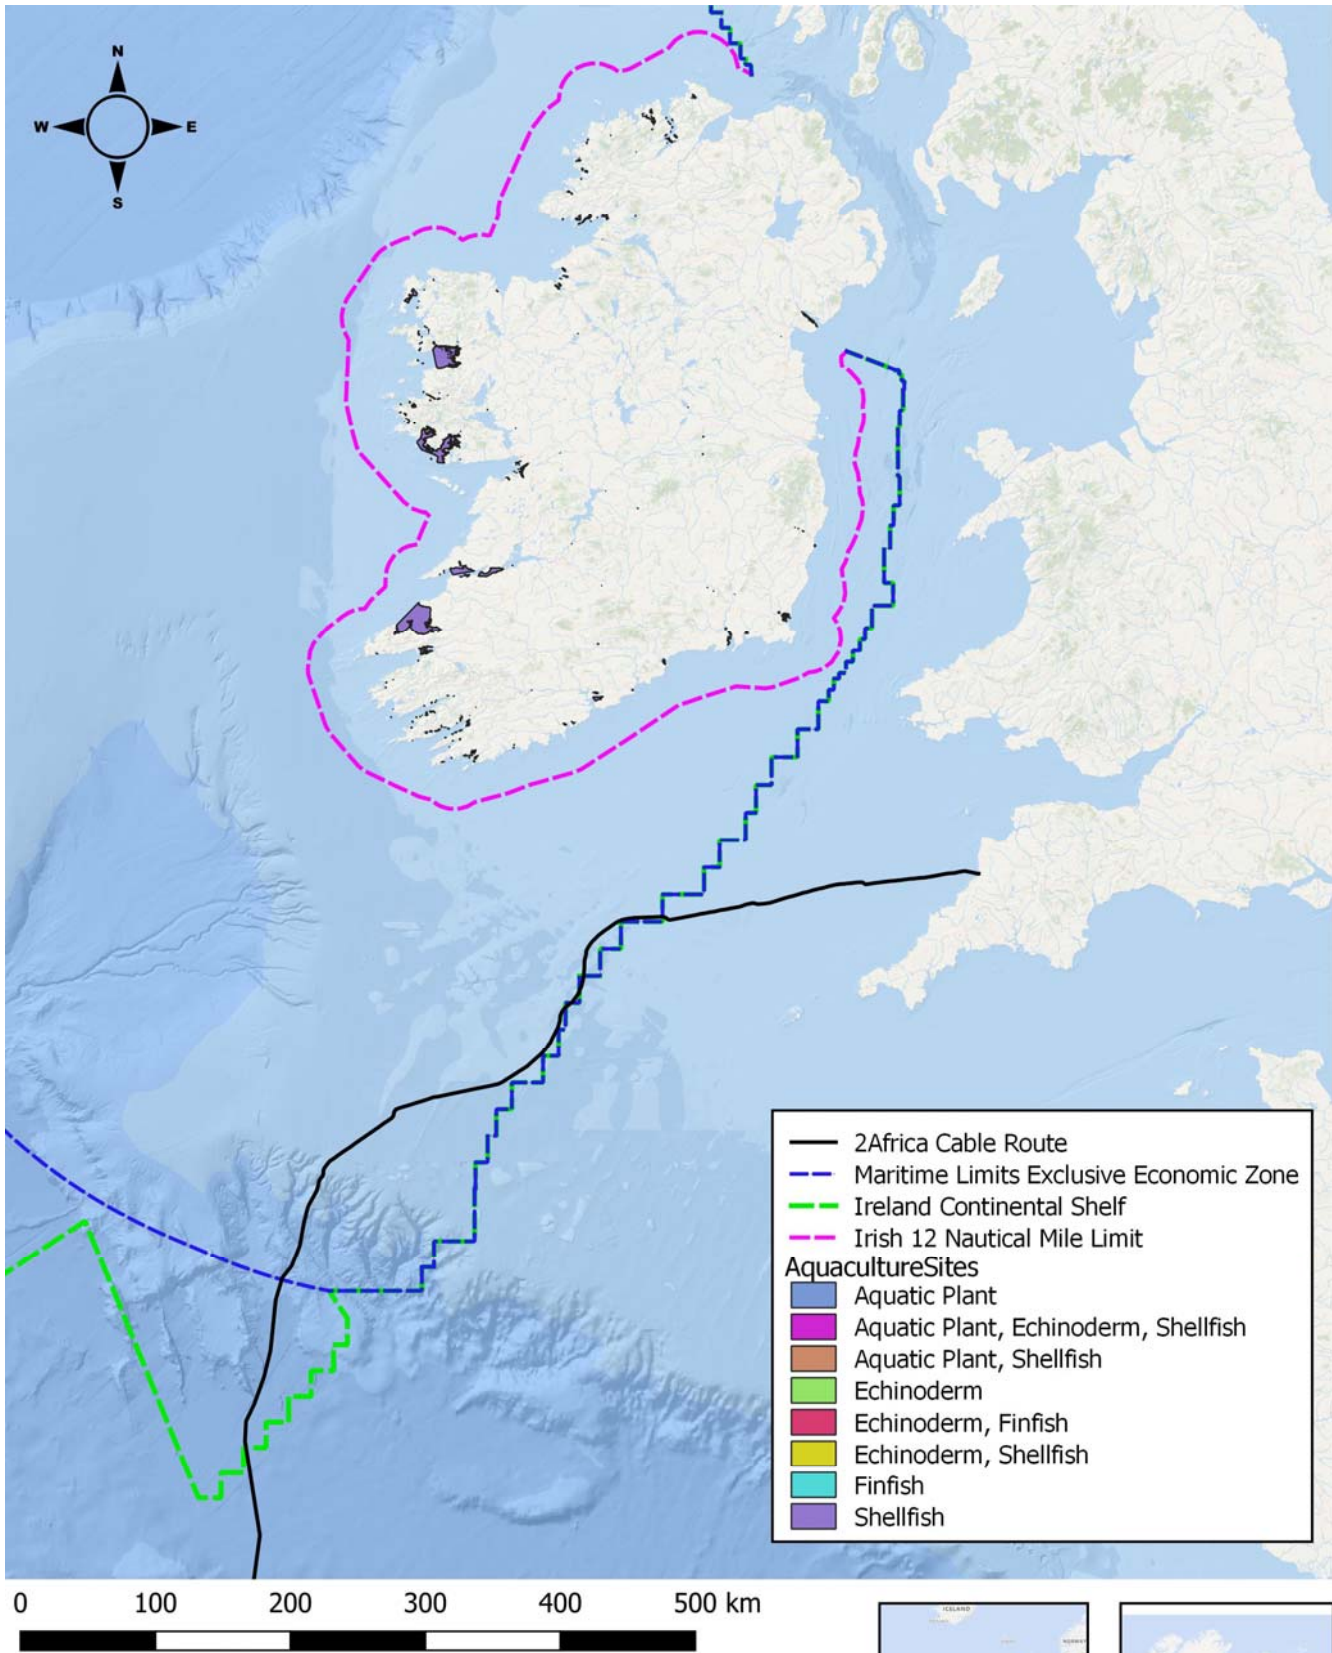 N
W
E
S
2Africa Cable Route
Maritime Limits Exclusive Economic Zone
Ireland Continental Shelf
Irish 12 Nautical Mile Limit
AquacultureSites
Aquatic Plant
Aquatic Plant, Echinoderm, Shellfish
Aquatic Plant, Shellfish
Echinoderm
Echinoderm, Finfish
Echinoderm, Shellfish
Finfish
Shellfish
0 100 200 300 400 500 km
ICELAND
NORWAY